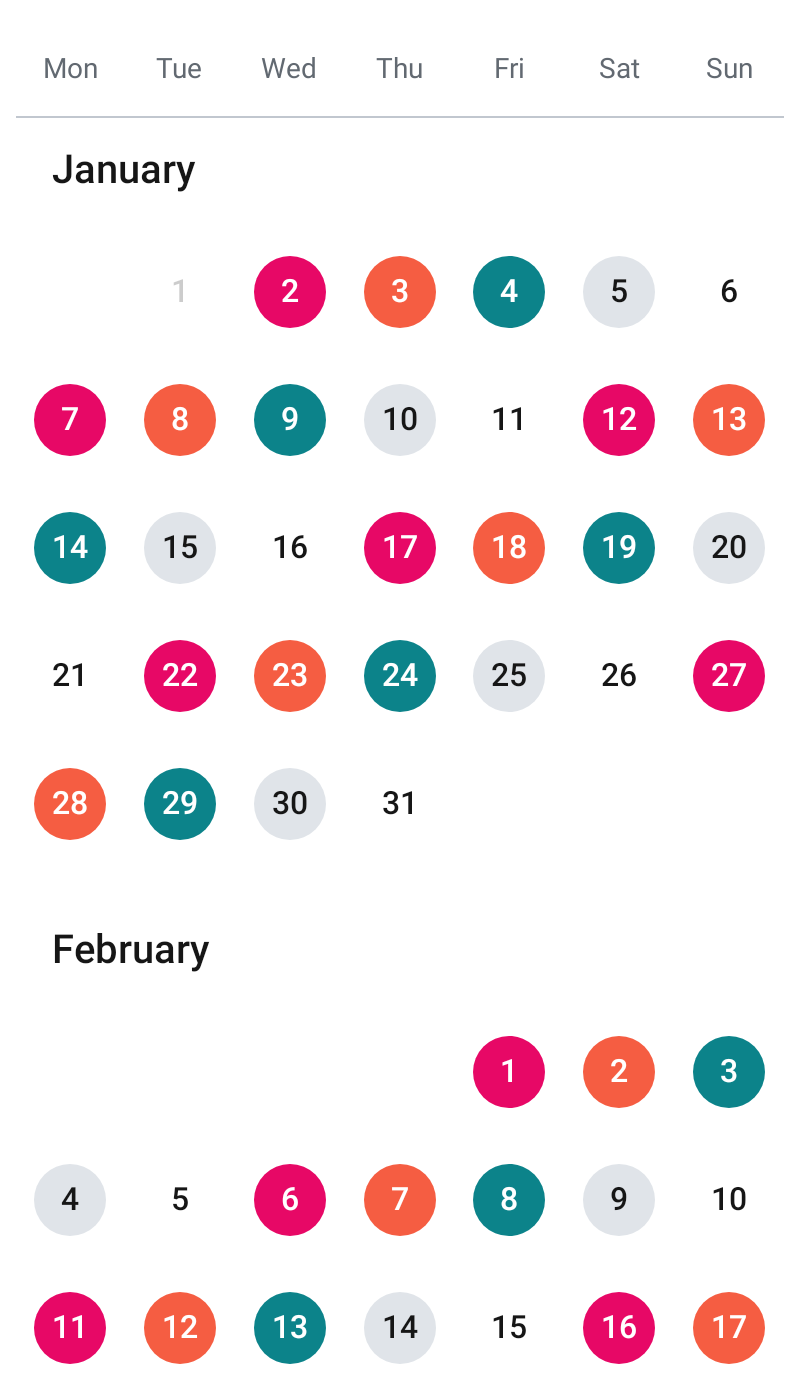 Mon Tue Wed Thu Fri Sat Sun
January
1 2 3 4 5 6
7 8 9 10 11 12 13
14 15 16 17 18 19 20
21 22 23 24 25 26 27
28 29 30 31
February
1 2 3
4 5 6 7 8 9 10
11 12 13 14 15 16 17